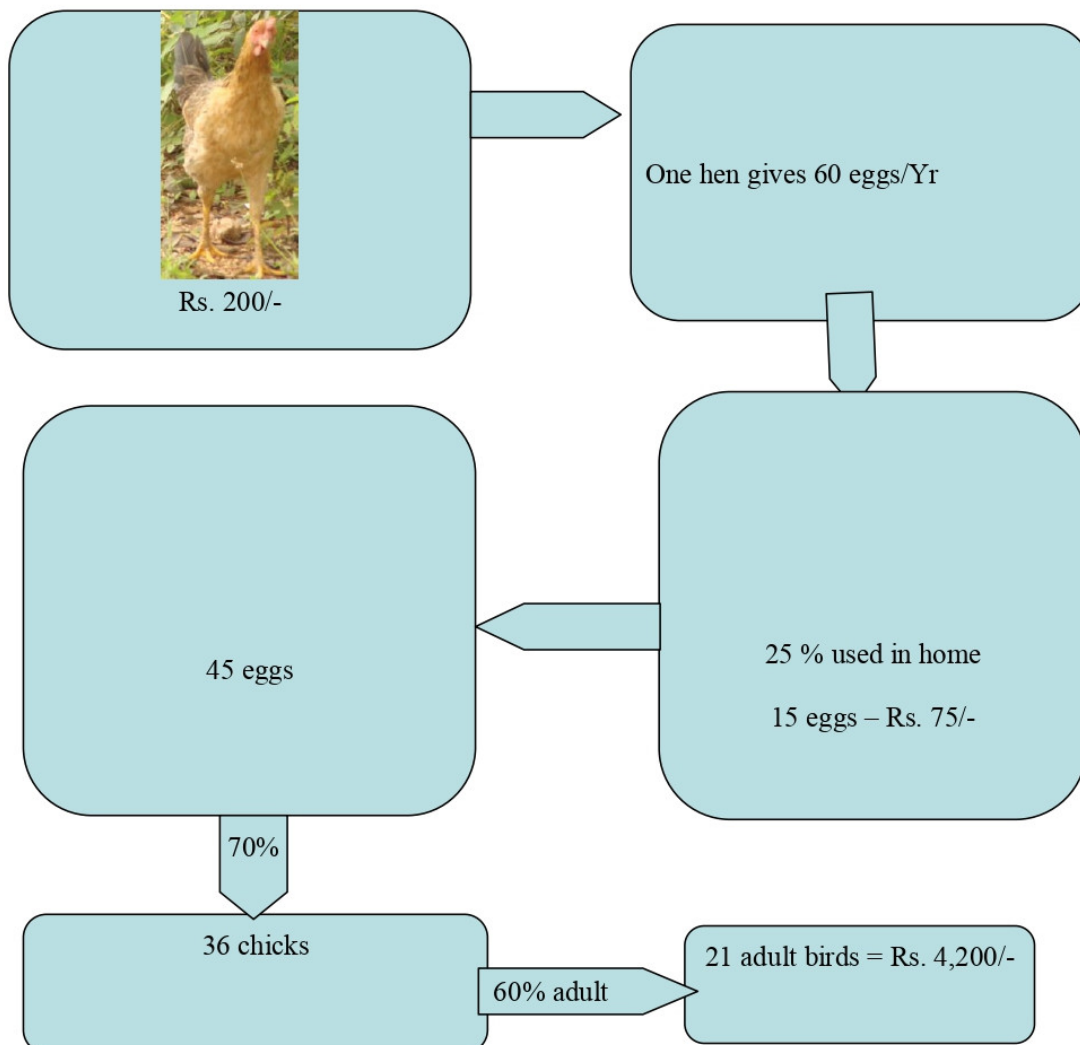 Rs. 200/-
One hen gives 60 eggs/Yr
25 % used in home
15 eggs – Rs. 75/-
45 eggs
70%
36 chicks
60% adult
21 adult birds = Rs. 4,200/-